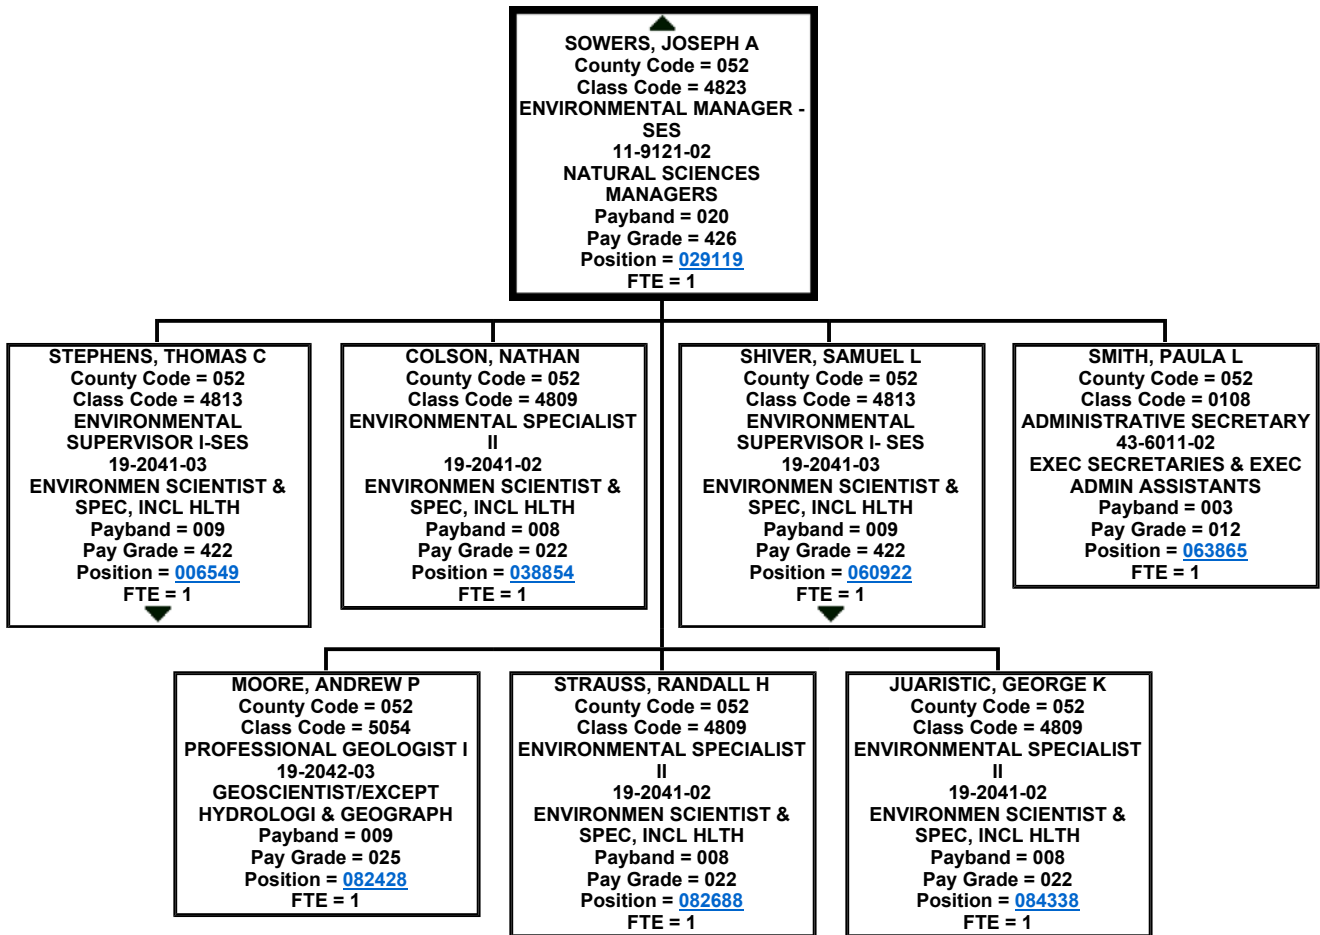 SOWERS, JOSEPH A
County Code = 052
Class Code = 4823
ENVIRONMENTAL MANAGER -
SES
11-9121-02
NATURAL SCIENCES
MANAGERS
Payband = 020
Pay Grade = 426
Position = 029119
FTE = 1
STEPHENS, THOMAS C
County Code = 052
Class Code = 4813
ENVIRONMENTAL
SUPERVISOR I-SES
19-2041-03
ENVIRONMEN SCIENTIST &
SPEC, INCL HLTH
Payband = 009
Pay Grade = 422
Position = 006549
FTE = 1
COLSON, NATHAN
County Code = 052
Class Code = 4809
ENVIRONMENTAL SPECIALIST
II
19-2041-02
ENVIRONMEN SCIENTIST &
SPEC, INCL HLTH
Payband = 008
Pay Grade = 022
Position = 038854
FTE = 1
SHIVER, SAMUEL L
County Code = 052
Class Code = 4813
ENVIRONMENTAL
SUPERVISOR I- SES
19-2041-03
ENVIRONMEN SCIENTIST &
SPEC, INCL HLTH
Payband = 009
Pay Grade = 422
Position = 060922
FTE = 1
SMITH, PAULA L
County Code = 052
Class Code = 0108
ADMINISTRATIVE SECRETARY
43-6011-02
EXEC SECRETARIES & EXEC
ADMIN ASSISTANTS
Payband = 003
Pay Grade = 012
Position = 063865
FTE = 1
MOORE, ANDREW P
County Code = 052
Class Code = 5054
PROFESSIONAL GEOLOGIST I
19-2042-03
GEOSCIENTIST/EXCEPT
HYDROLOGI & GEOGRAPH
Payband = 009
Pay Grade = 025
Position = 082428
FTE = 1
STRAUSS, RANDALL H
County Code = 052
Class Code = 4809
ENVIRONMENTAL SPECIALIST
II
19-2041-02
ENVIRONMEN SCIENTIST &
SPEC, INCL HLTH
Payband = 008
Pay Grade = 022
Position = 082688
FTE = 1
JUARISTIC, GEORGE K
County Code = 052
Class Code = 4809
ENVIRONMENTAL SPECIALIST
II
19-2041-02
ENVIRONMEN SCIENTIST &
SPEC, INCL HLTH
Payband = 008
Pay Grade = 022
Position = 084338
FTE = 1